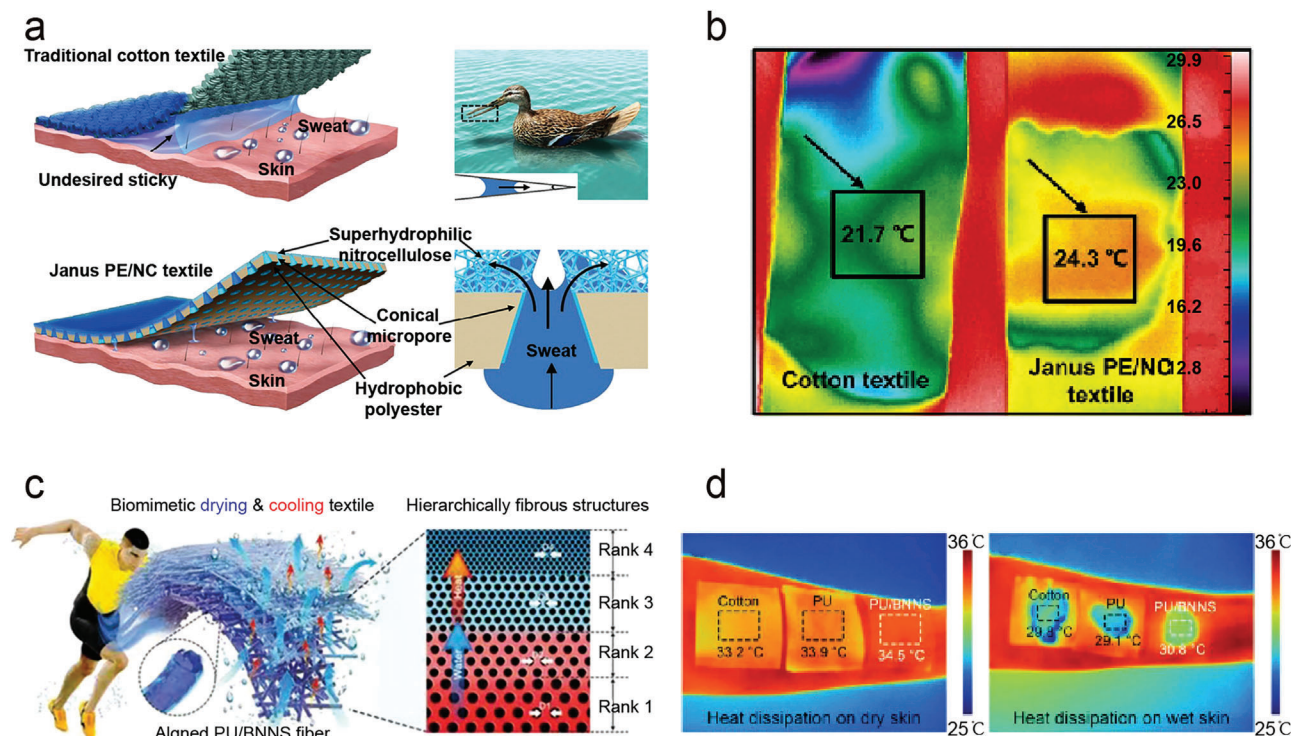 a
Traditional cotton textile
Sweat
Skin
Undesired sticky
Janus PE/NC textile
Superhydrophilic
nitrocellulose
Conical
micropore
Hydrophobic
polyester
Sweat
Skin
Sweat
b
21.7 ℃
24.3 ℃
Cotton textile
Janus PE/NC
textile
29.9
26.5
23.0
19.6
16.2
12.8
c
Biomimetic drying & cooling textile
Algned PU/BNNS fiber
Hierarchically fibrous structures
Heat
Water
D1
Rank 4
Rank 3
Rank 2
Rank 1
d
Cotton
33.2 °C
PU
33.9 °C
PU/BNNS
34.5 °C
Heat dissipation on dry skin
36℃
25℃
Cotton
29.8 °C
PU
29.1 °C
PU/BNNS
30.8 °C
Heat dissipation on wet skin
36℃
25℃